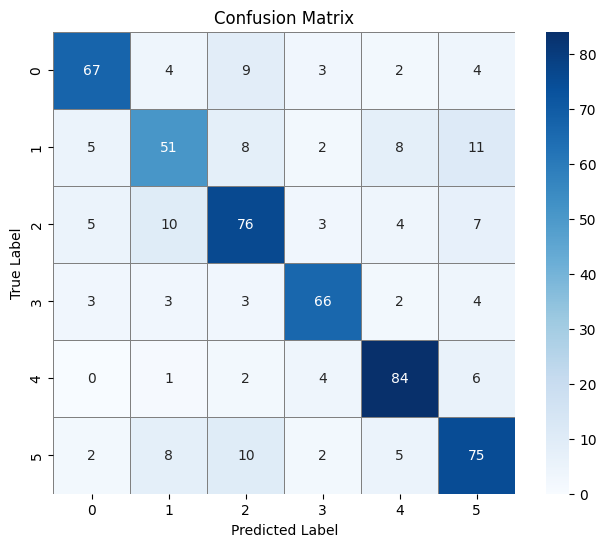 Confusion Matrix
0 67 4 9 3 2 4
1 5 51 8 2 8 11
2 5 10 76 3 4 7
3 3 3 3 66 2 4
4 0 1 2 4 84 6
5 2 8 10 2 5 75
0 1 2 3 4 5
True Label
Predicted Label
80
70
60
50
40
30
20
10
0